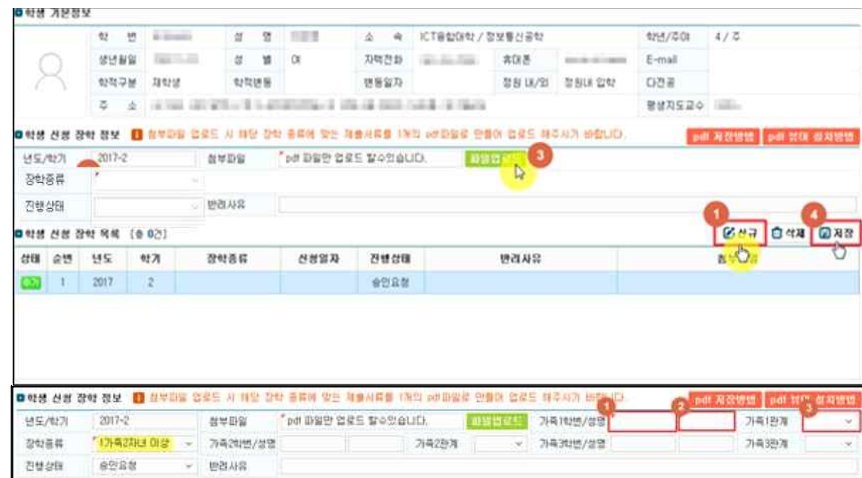 학생 기본정보
학 번 성 명 소 속 ICT융합대학 / 정보통신공학 학년/주야 4 / 주
생년월일 성 별 여 자택전화 휴대폰 E-mail
학적구분 재학생 학적변동 변동일자 정원 내/외 정원내 입학 다전공
주 소 평생지도교수
학생 신청 장학 정보 첨부파일 업로드 시 해당 장학 종류에 맞는 제출서류를 1개의 pdf파일로 만들어 업로드 해주시기 바랍니다. pdf 저장방법 pdf 뷰어 설치방법
년도/학기 2017-2 첨부파일 *pdf 파일만 업로드 할수있습니다. 파일업로드 3
장학종류
진행상태 반려사유
1 4
학생 신청 장학 목록 [총 0건] 신규 삭제 저장
상태 순번 년도 학기 장학종류 신청일자 진행상태 반려사유
추가 1 2017 2 승인요청
학생 신청 장학 정보 첨부파일 업로드 시 해당 장학 종류에 맞는 제출서류를 1개의 pdf파일로 만들어 업로드 해주시기 바랍니다. pdf 저장방법 pdf 뷰어 설치방법
1 2 3
년도/학기 2017-2 첨부파일 *pdf 파일만 업로드 할수있습니다. 파일업로드 가족1학번/성명 가족1관계
장학종류 1가족2자녀 이상 가족2학번/성명 가족2관계 가족3학번/성명 가족3관계
진행상태 승인요청 반려사유